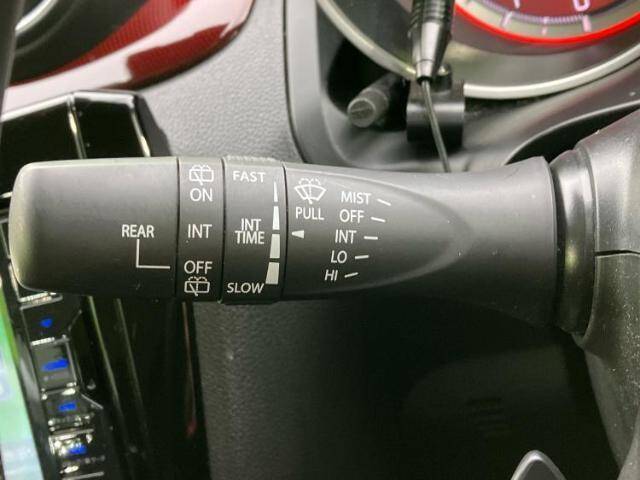 REAR
ON
INT
OFF
FAST
INT
TIME
SLOW
PULL
MIST
OFF
INT
LO
HI